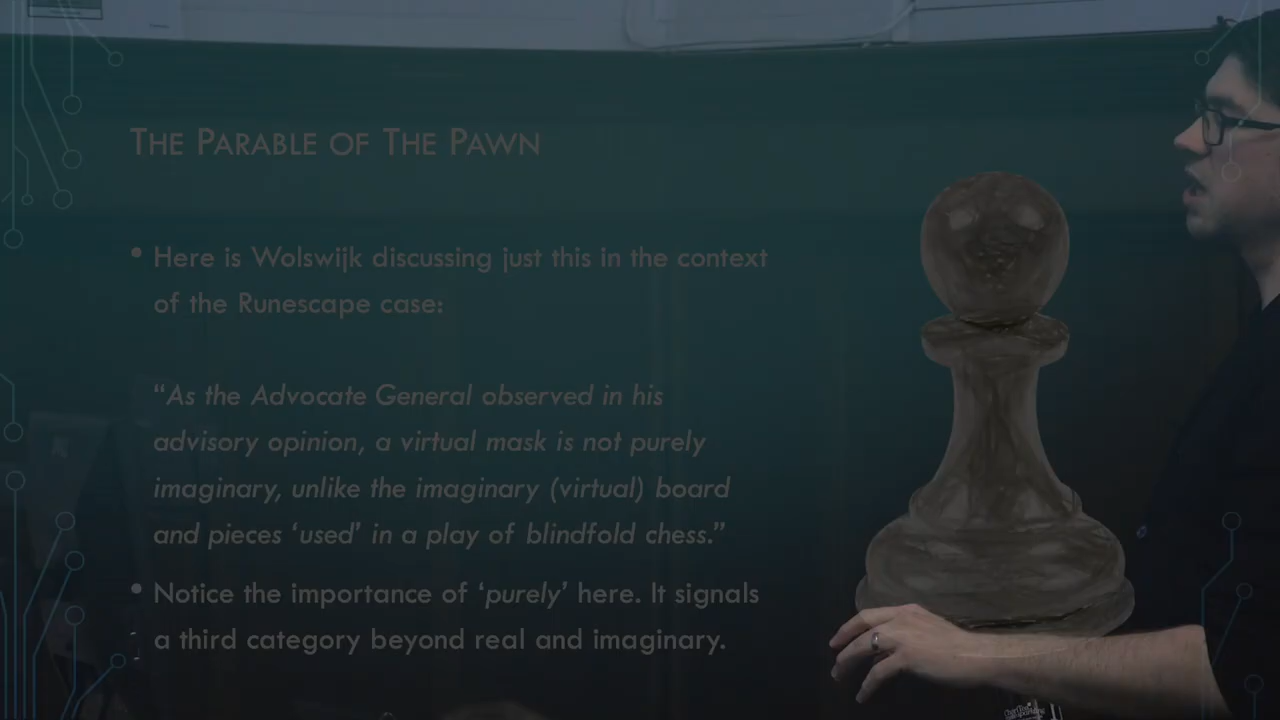 The Parable of The Pawn
• Here is Wolswijk discussing just this in the context
of the Runescape case:
“As the Advocate General observed in his
advisory opinion, a virtual mask is not purely
imaginary, unlike the imaginary (virtual) board
and pieces ‘used’ in a play of blindfold chess.”
• Notice the importance of ‘purely’ here. It signals
a third category beyond real and imaginary.